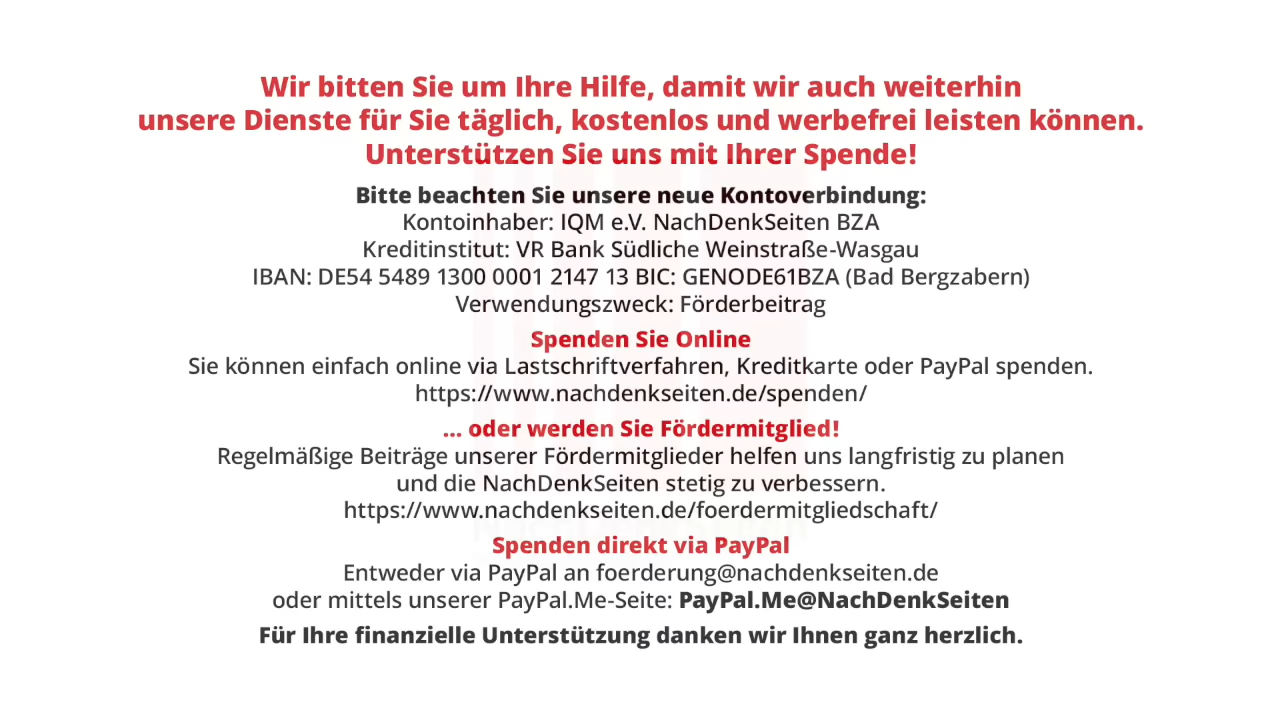 Wir bitten Sie um Ihre Hilfe, damit wir auch weiterhin
unsere Dienste für Sie täglich, kostenlos und werbefrei leisten können.
Unterstützen Sie uns mit Ihrer Spende!
Bitte beachten Sie unsere neue Kontoverbindung:
Kontoinhaber: IQM e.V. NachDenkSeiten BZA
Kreditinstitut: VR Bank Südliche Weinstraße-Wasgau
IBAN: DE54 5489 1300 0001 2147 13 BIC: GENODE61BZA (Bad Bergzabern)
Verwendungszweck: Förderbeitrag
Spenden Sie Online
Sie können einfach online via Lastschriftverfahren, Kreditkarte oder PayPal spenden.
https://www.nachdenkseiten.de/spenden/
... oder werden Sie Fördermitglied!
Regelmäßige Beiträge unserer Fördermitglieder helfen uns langfristig zu planen
und die NachDenkSeiten stetig zu verbessern.
https://www.nachdenkseiten.de/foerdermitgliedschaft/
Spenden direkt via PayPal
Entweder via PayPal an foerderung@nachdenkseiten.de
oder mittels unserer PayPal.Me-Seite: PayPal.Me@NachDenkSeiten
Für Ihre finanzielle Unterstützung danken wir Ihnen ganz herzlich.